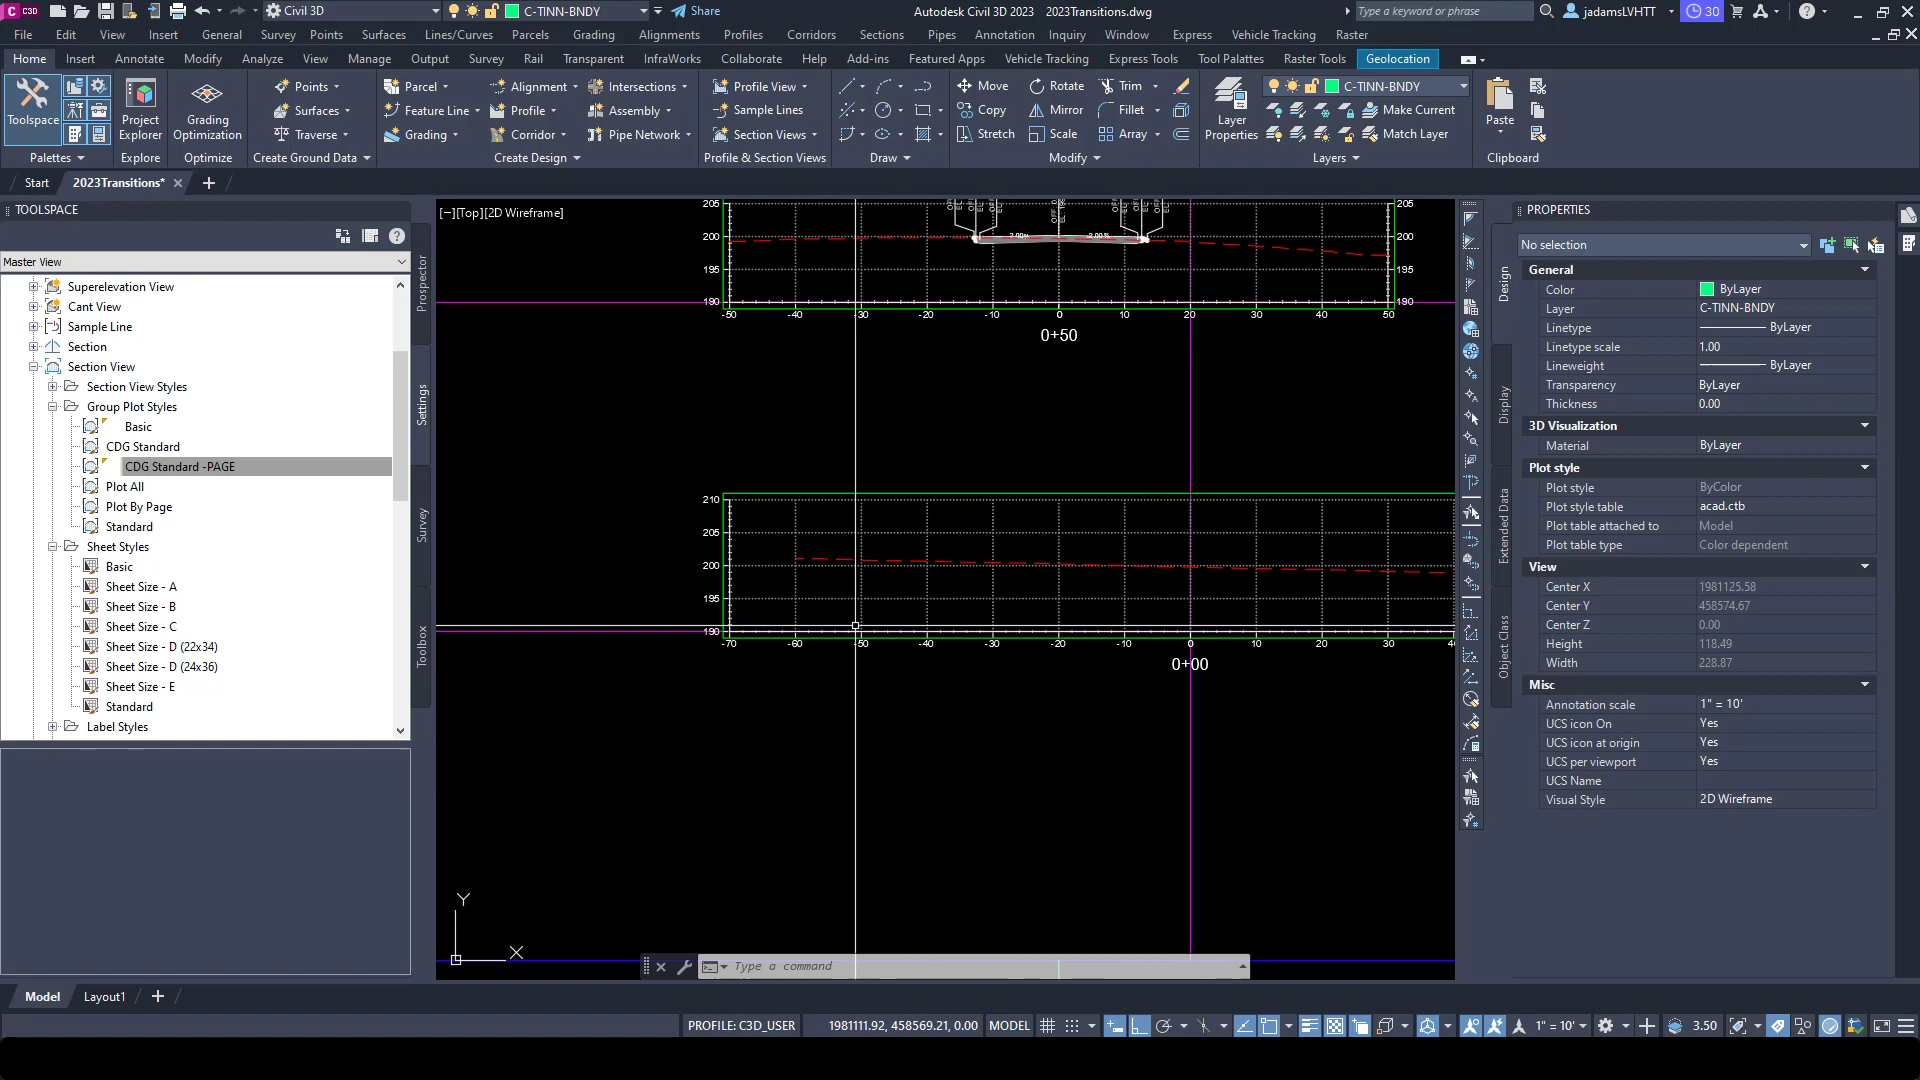 C3D
Civil 3D
C-TINN-BNDY
Share
Autodesk Civil 3D 2023 2023Transitions.dwg
Type a keyword or phrase
jadamsLVHTT
30
File Edit View Insert General Survey Points Surfaces Lines/Curves Parcels Grading Alignments Profiles Corridors Sections Pipes Annotation Inquiry Window Express Vehicle Tracking Raster
Home Insert Annotate Modify Analyze View Manage Output Survey Rail Transparent InfraWorks Collaborate Help Add-ins Featured Apps Vehicle Tracking Express Tools Tool Palettes Raster Tools Geolocation
Toolspace
Palettes
Project
Explorer
Explore
Grading
Optimization
Optimize
Points
Surfaces
Traverse
Create Ground Data
Parcel
Feature Line
Grading
Alignment
Profile
Corridor
Intersections
Assembly
Pipe Network
Create Design
Profile View
Sample Lines
Section Views
Profile & Section Views
Draw
Move
Copy
Stretch
Rotate
Mirror
Scale
Trim
Fillet
Array
Modify
Layer
Properties
C-TINN-BNDY
Make Current
Match Layer
Layers
Paste
Clipboard
Start
2023Transitions*
TOOLSPACE
Master View
Superelevation View
Cant View
Sample Line
Section
Section View
Section View Styles
Group Plot Styles
Basic
CDG Standard
CDG Standard -PAGE
Plot All
Plot By Page
Standard
Sheet Styles
Basic
Sheet Size - A
Sheet Size - B
Sheet Size - C
Sheet Size - D (22x34)
Sheet Size - D (24x36)
Sheet Size - E
Standard
Label Styles
Prospector
Settings
Survey
Toolbox
[−][Top][2D Wireframe]
205 205
200 200
195 195
190 190
-50 -40 -30 -20 -10 0 10 20 30 40 50
0+50
210
205
200
195
190
-70 -60 -50 -40 -30 -20 -10 0 10 20 30
0+00
Y
X
Type a command
PROPERTIES
No selection
General
Color ByLayer
Layer C-TINN-BNDY
Linetype ByLayer
Linetype scale 1.00
Lineweight ByLayer
Transparency ByLayer
Thickness 0.00
3D Visualization
Material ByLayer
Plot style
Plot style ByColor
Plot style table acad.ctb
Plot table attached to Model
Plot table type Color dependent
View
Center X 1981125.58
Center Y 458574.67
Center Z 0.00
Height 118.49
Width 228.87
Misc
Annotation scale 1" = 10'
UCS icon On Yes
UCS icon at origin Yes
UCS per viewport Yes
UCS Name
Visual Style 2D Wireframe
Design
Display
Extended Data
Object Class
Model Layout1
PROFILE: C3D_USER 1981111.92, 458569.21, 0.00 MODEL 1" = 10' 3.50